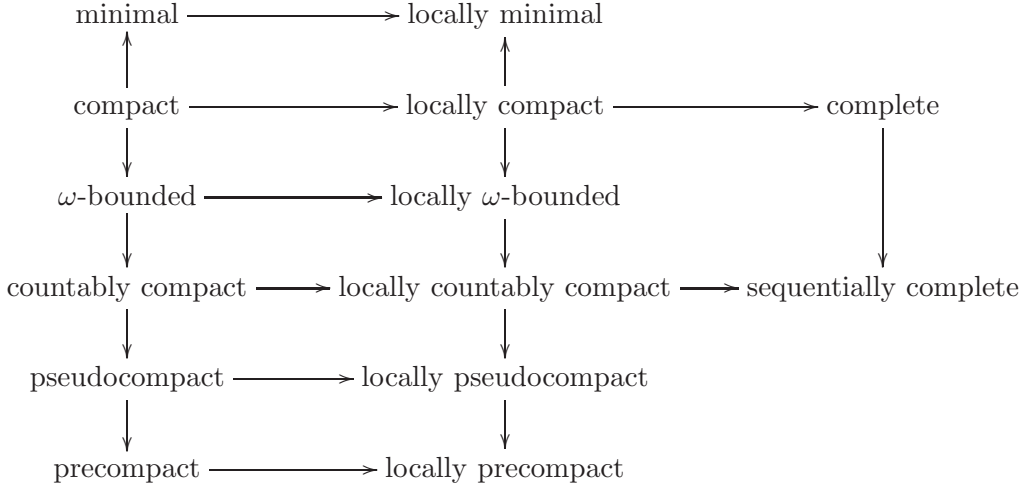 minimal locally minimal
compact locally compact complete
ω-bounded locally ω-bounded
countably compact locally countably compact sequentially complete
pseudocompact locally pseudocompact
precompact locally precompact